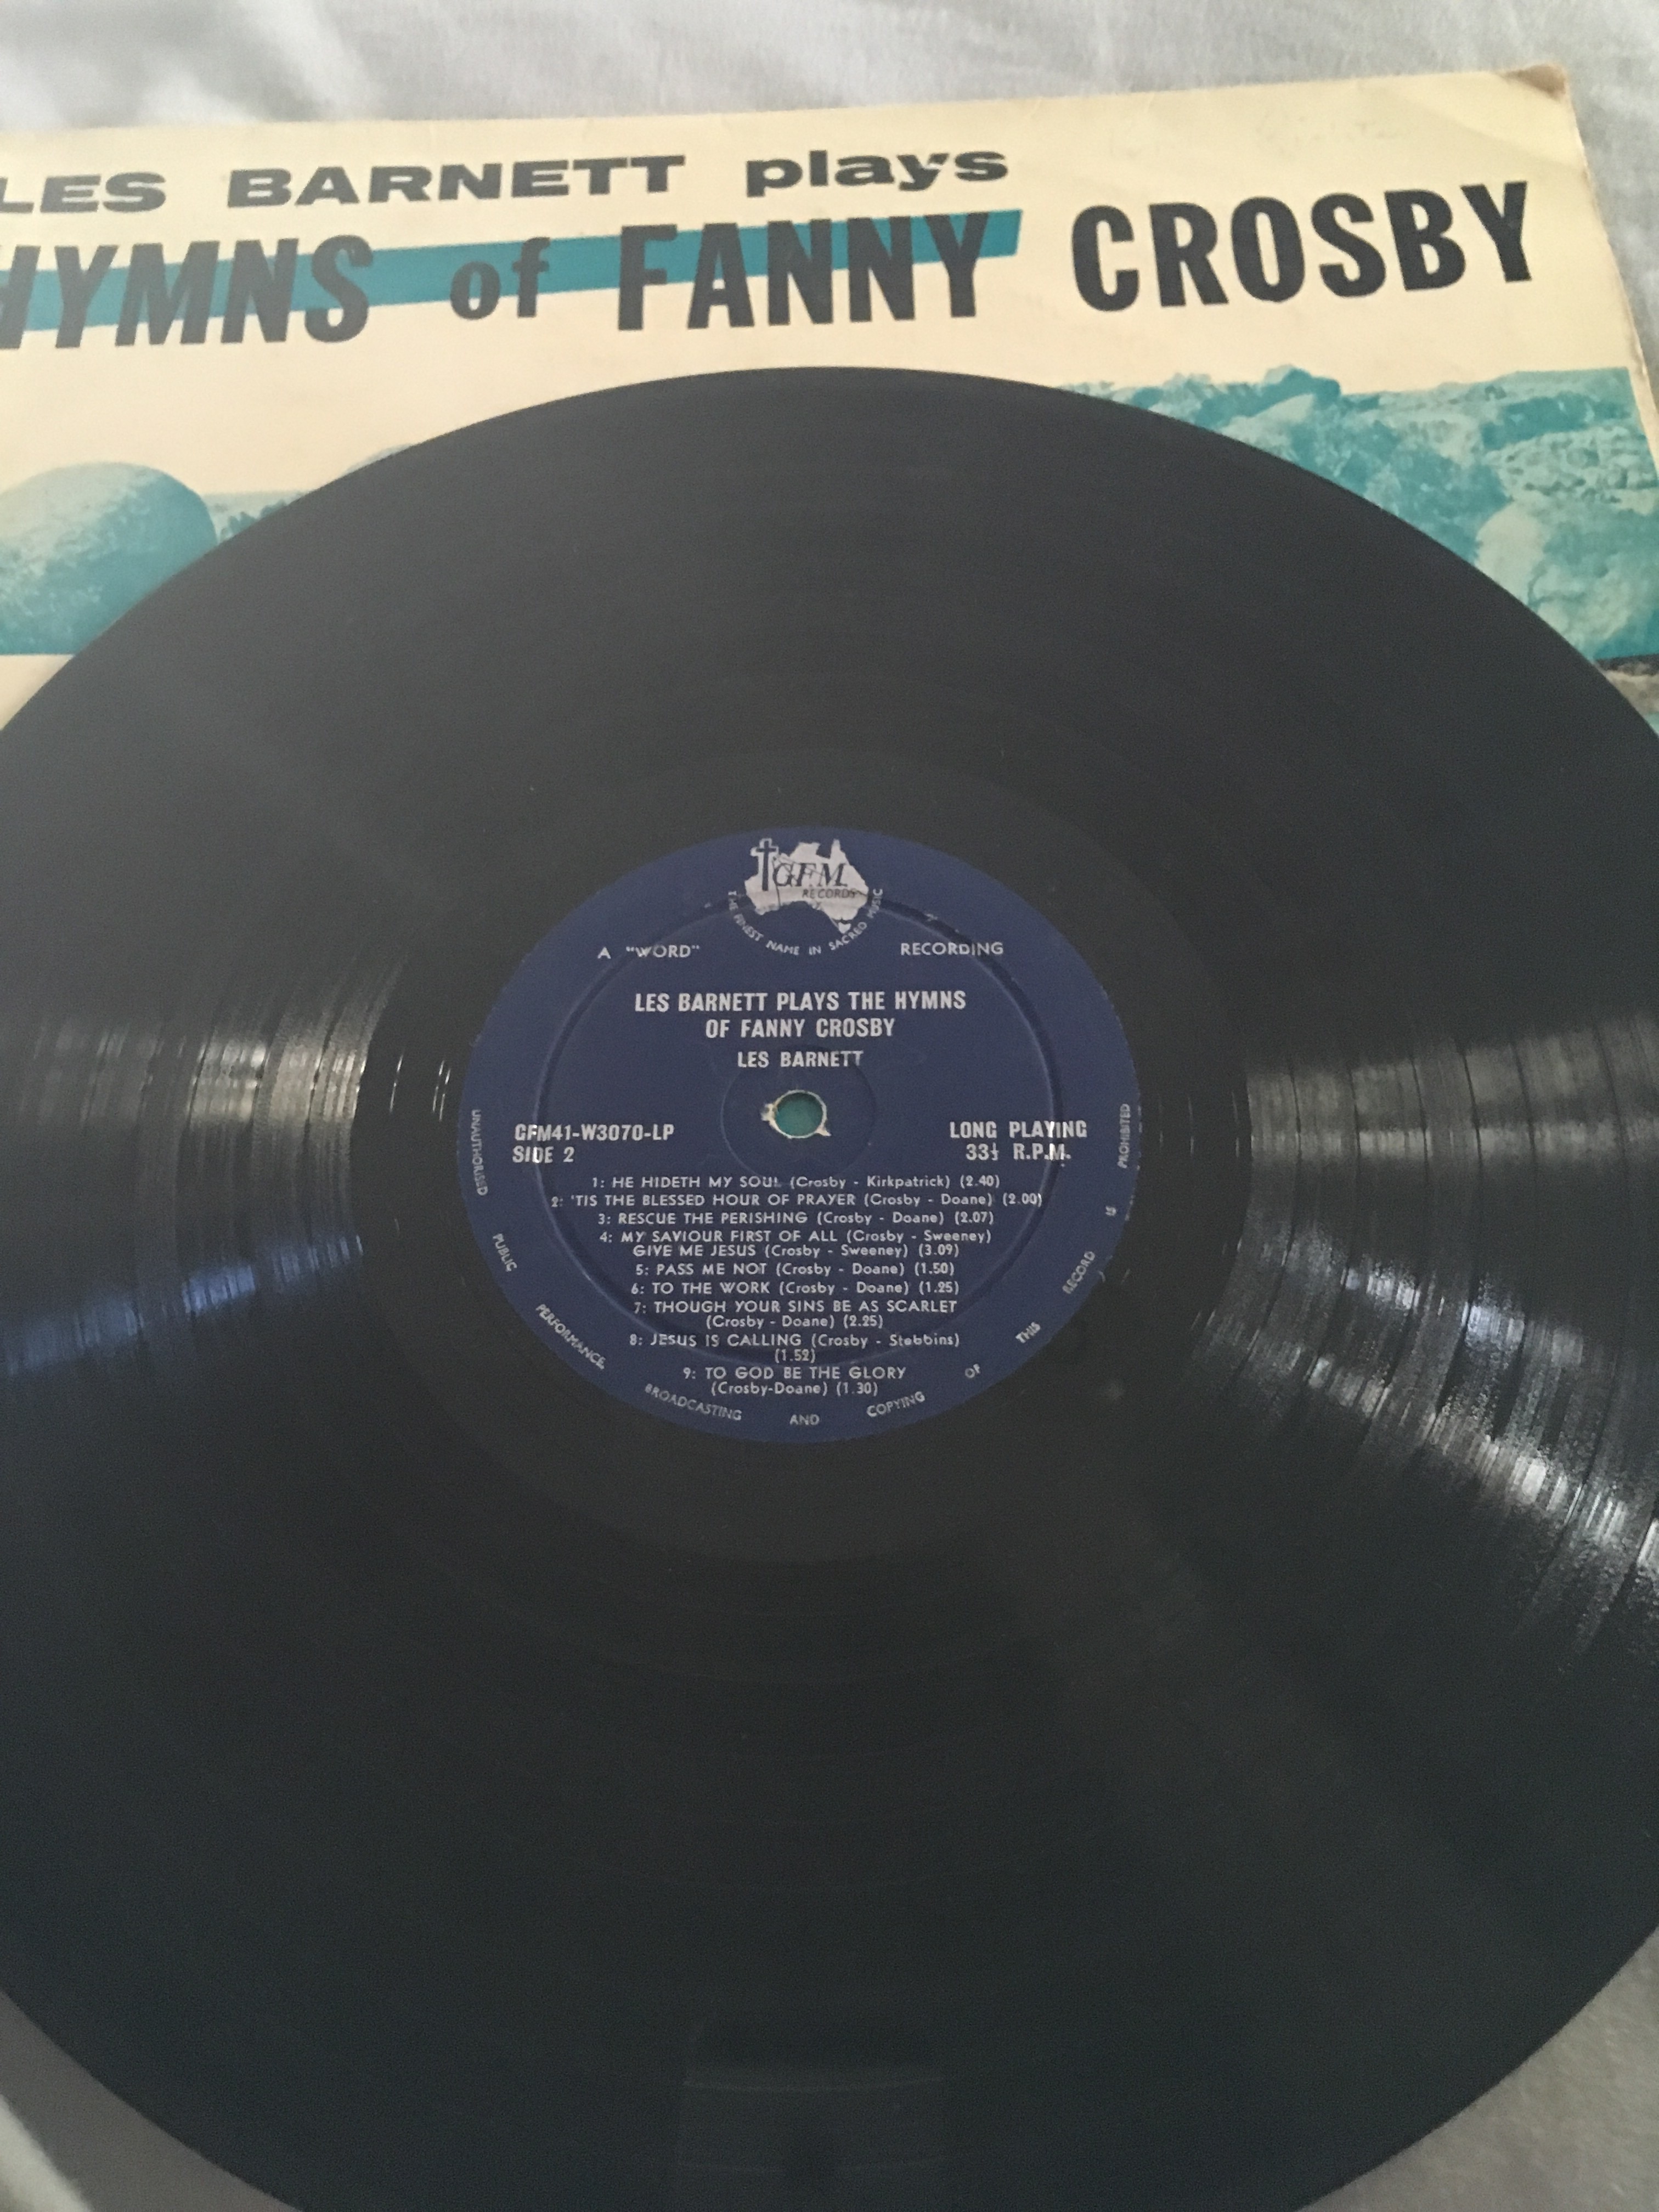 LES BARNETT plays
HYMNS of FANNY CROSBY
GFM
RECORDS
THE FINEST NAME IN SACRED MUSIC
A "WORD" RECORDING
LES BARNETT PLAYS THE HYMNS
OF FANNY CROSBY
LES BARNETT
GFM41-W3070-LP LONG PLAYING
SIDE 2 33⅓ R.P.M.
1: HE HIDETH MY SOUL (Crosby - Kirkpatrick) (2.40)
2: 'TIS THE BLESSED HOUR OF PRAYER (Crosby - Doane) (2.00)
3: RESCUE THE PERISHING (Crosby - Doane) (2.07)
4: MY SAVIOUR FIRST OF ALL (Crosby - Sweeney)
GIVE ME JESUS (Crosby - Sweeney) (3.09)
5: PASS ME NOT (Crosby - Doane) (1.50)
6: TO THE WORK (Crosby - Doane) (1.25)
7: THOUGH YOUR SINS BE AS SCARLET
(Crosby - Doane) (2.25)
8: JESUS IS CALLING (Crosby - Stebbins)
(1.52)
9: TO GOD BE THE GLORY
(Crosby-Doane) (1.30)
UNAUTHORISED PUBLIC PERFORMANCE, BROADCASTING AND COPYING OF THIS RECORD IS PROHIBITED